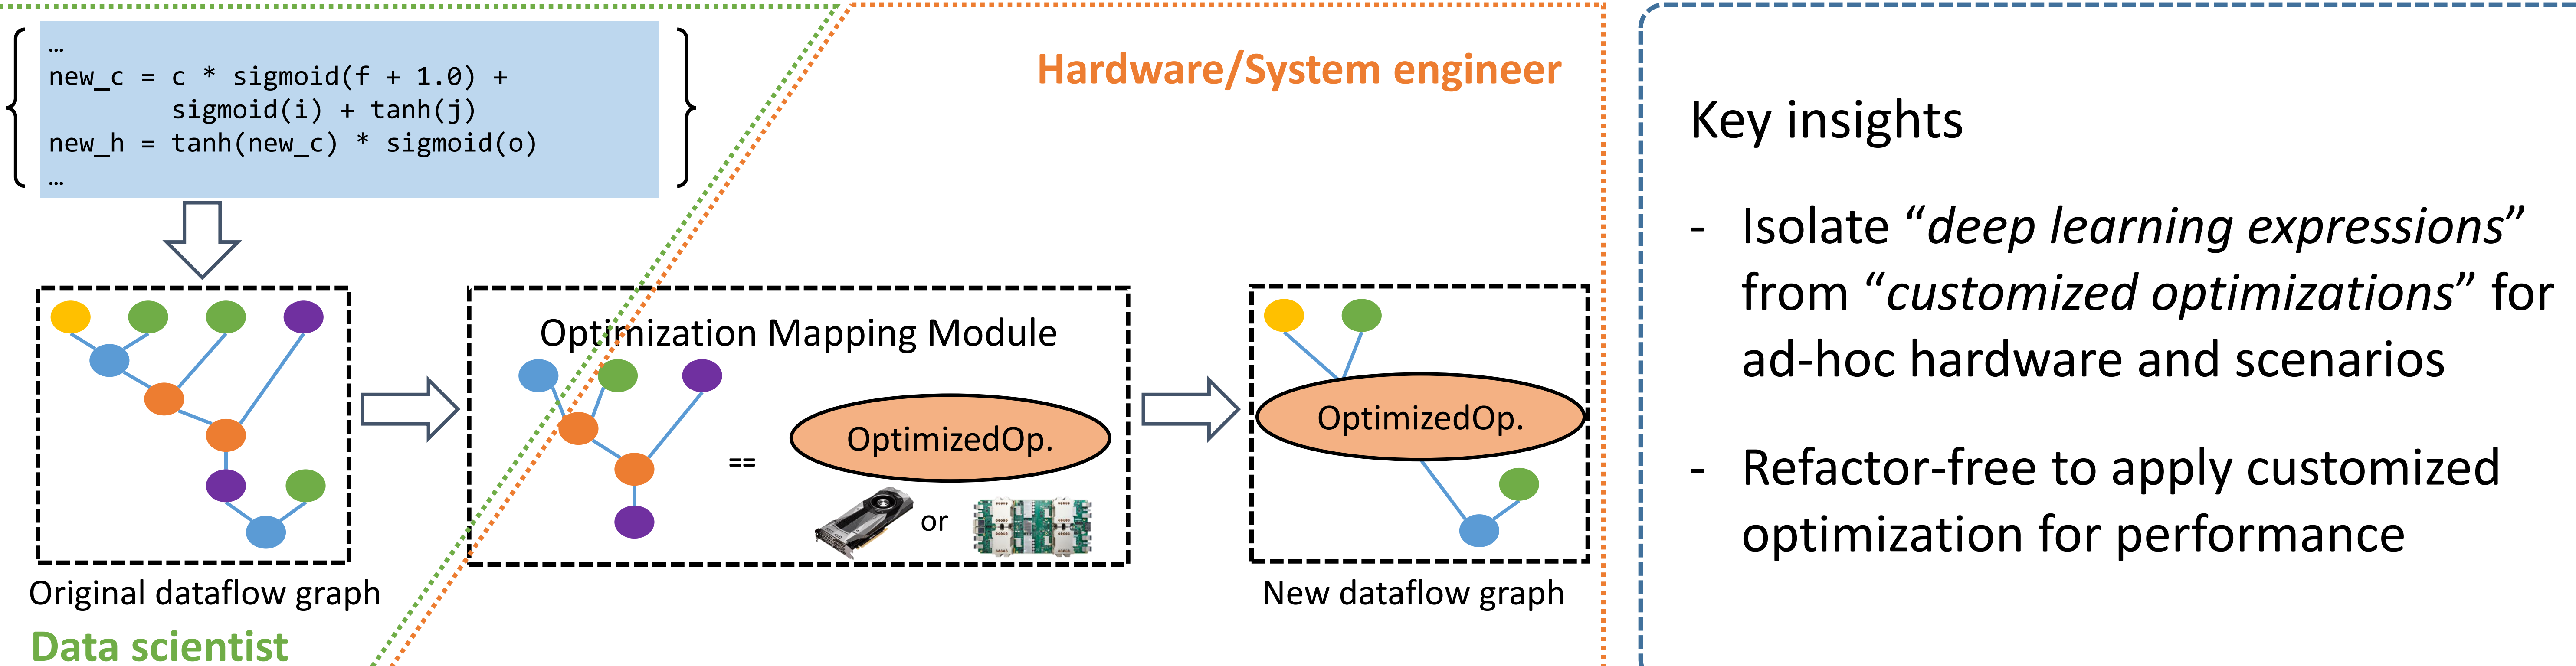 …
new_c = c * sigmoid(f + 1.0) +
sigmoid(i) + tanh(j)
new_h = tanh(new_c) * sigmoid(o)
…
Original dataflow graph
Data scientist
Hardware/System engineer
Optimization Mapping Module
==
OptimizedOp.
or
OptimizedOp.
New dataflow graph
Key insights
- Isolate “deep learning expressions”
from “customized optimizations” for
ad-hoc hardware and scenarios
- Refactor-free to apply customized
optimization for performance